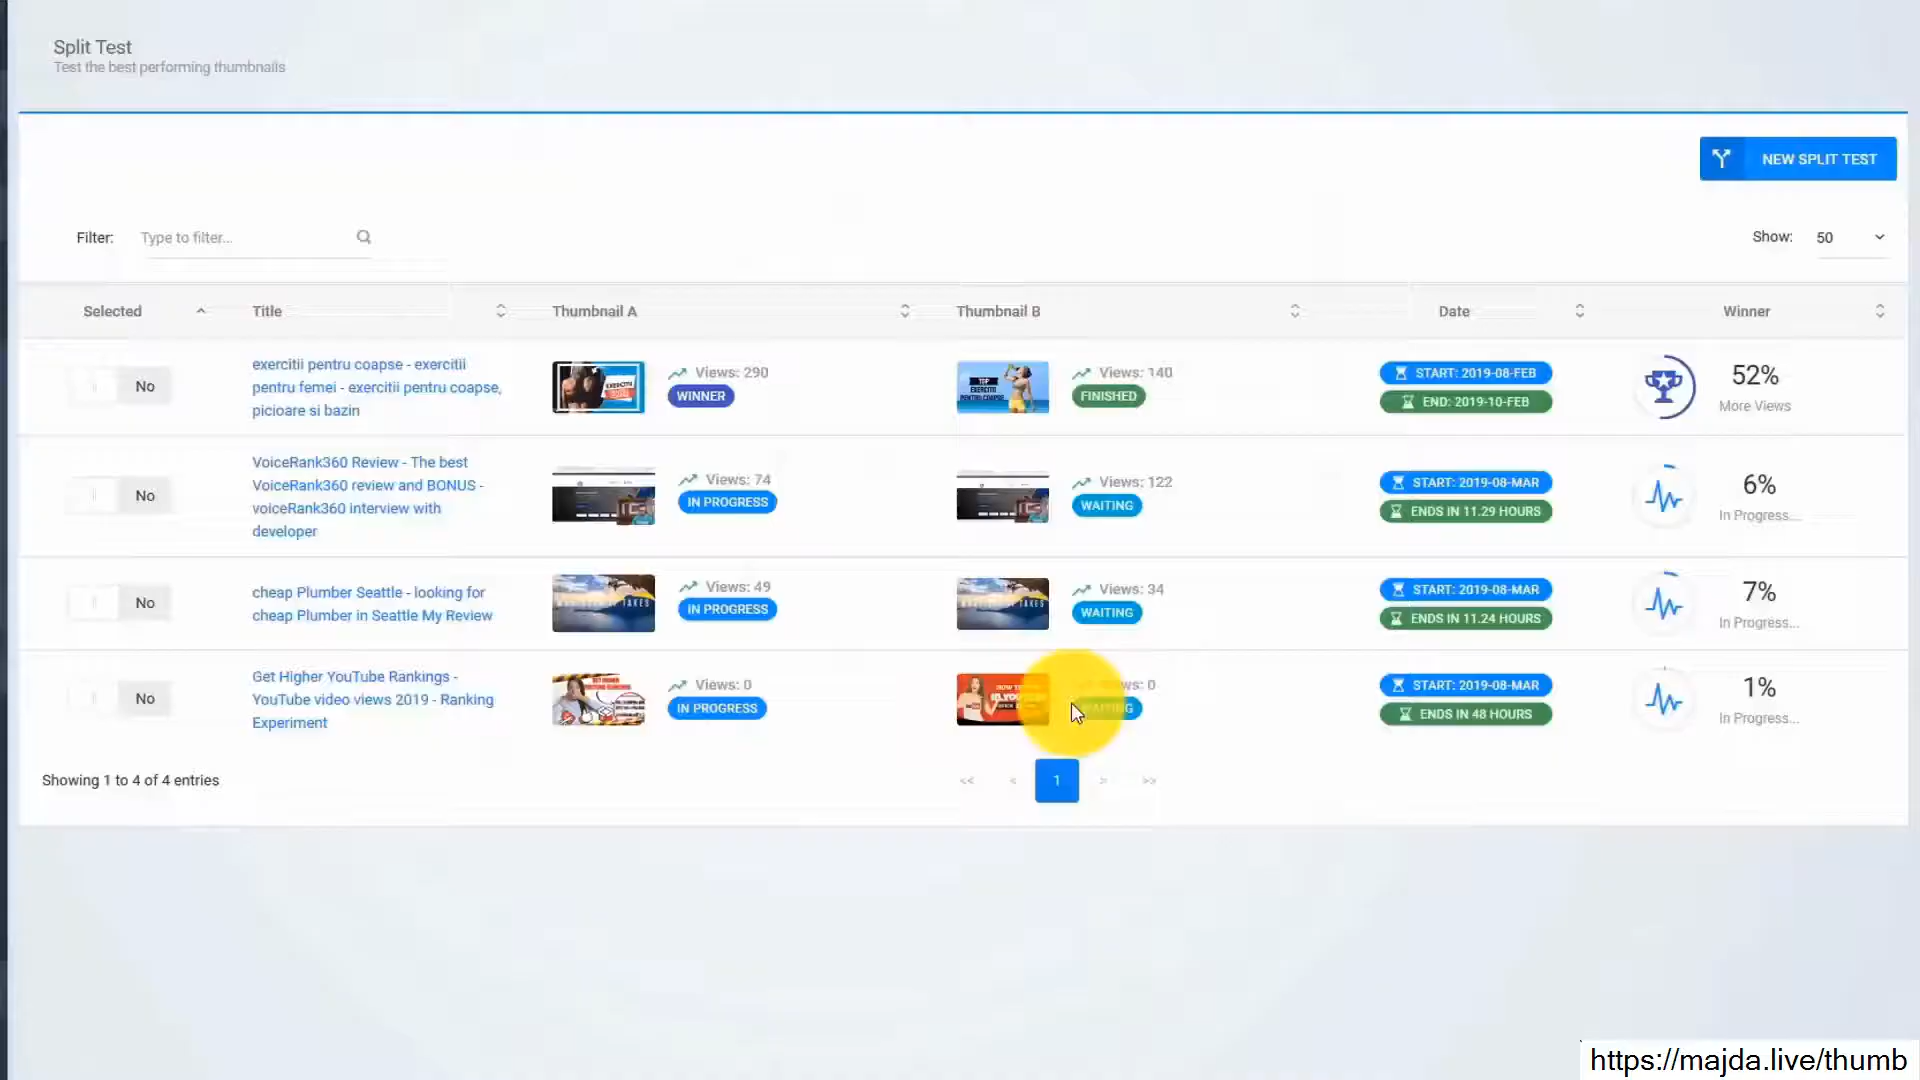 Split Test
Test the best performing thumbnails
NEW SPLIT TEST
Filter: Type to filter... Show: 50
Selected Title Thumbnail A Thumbnail B Date Winner
exercitii pentru coapse - exercitii
pentru femei - exercitii pentru coapse,
picioare si bazin
No
EXERCITII
Views: 290
WINNER
TOP
EXERCITII
PENTRU COAPSE
Views: 140
FINISHED
START: 2019-08-FEB
END: 2019-10-FEB
52%
More Views
VoiceRank360 Review - The best
VoiceRank360 review and BONUS -
voiceRank360 interview with
developer
No
Views: 74
IN PROGRESS
Views: 122
WAITING
START: 2019-08-MAR
ENDS IN 11.29 HOURS
6%
In Progress...
cheap Plumber Seattle - looking for
cheap Plumber in Seattle My Review
No
Views: 49
IN PROGRESS
Views: 34
WAITING
START: 2019-08-MAR
ENDS IN 11.24 HOURS
7%
In Progress...
Get Higher YouTube Rankings -
YouTube video views 2019 - Ranking
Experiment
No
Views: 0
IN PROGRESS
Views: 0
WAITING
START: 2019-08-MAR
ENDS IN 48 HOURS
1%
In Progress...
Showing 1 to 4 of 4 entries
<< < 1 > >>
https://majda.live/thumb